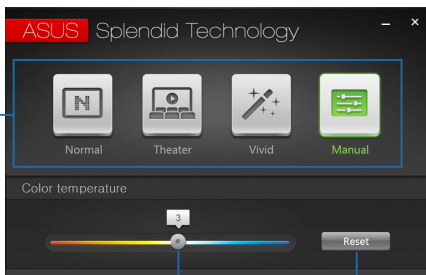 ASUS Splendid Technology
N
Normal Theater Vivid Manual
Color temperature
3
Reset